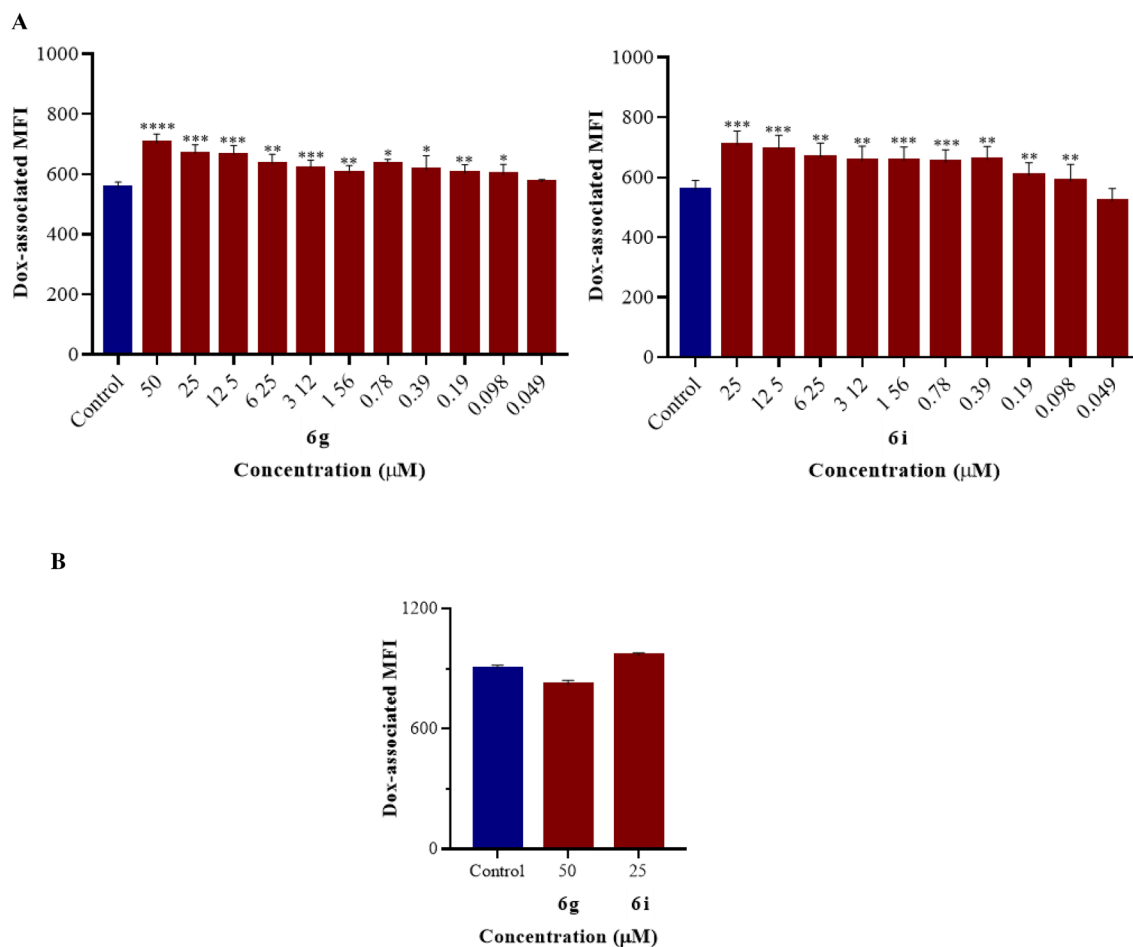 A
1000
800
600
400
200
0
Dox-associated MFI
**** *** *** ** *** ** * * ** *
Control 50 25 12 5 6 25 3 12 1 56 0.78 0.39 0.19 0.098 0.049
6g
Concentration (μM)
1000
800
600
400
200
0
Dox-associated MFI
*** *** ** ** *** *** ** ** **
Control 25 12 5 6 25 3 12 1 56 0.78 0.39 0.19 0.098 0.049
6i
Concentration (μM)
B
1200
600
0
Dox-associated MFI
Control 50 25
6g 6i
Concentration (μM)